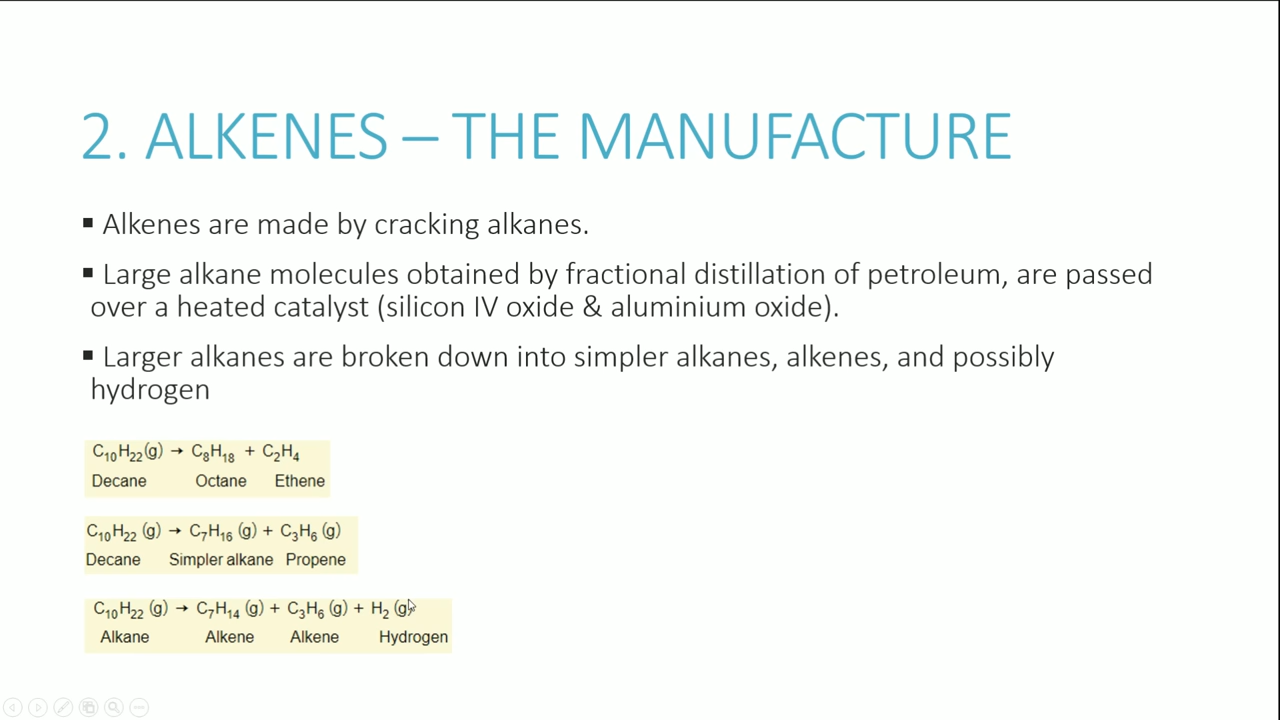 2. ALKENES – THE MANUFACTURE
▪ Alkenes are made by cracking alkanes.
▪ Large alkane molecules obtained by fractional distillation of petroleum, are passed
over a heated catalyst (silicon IV oxide & aluminium oxide).
▪ Larger alkanes are broken down into simpler alkanes, alkenes, and possibly
hydrogen
C₁₀H₂₂(g) → C₈H₁₈ + C₂H₄
Decane Octane Ethene
C₁₀H₂₂ (g) → C₇H₁₆ (g) + C₃H₆ (g)
Decane Simpler alkane Propene
C₁₀H₂₂ (g) → C₇H₁₄ (g) + C₃H₆ (g) + H₂ (g)
Alkane Alkene Alkene Hydrogen